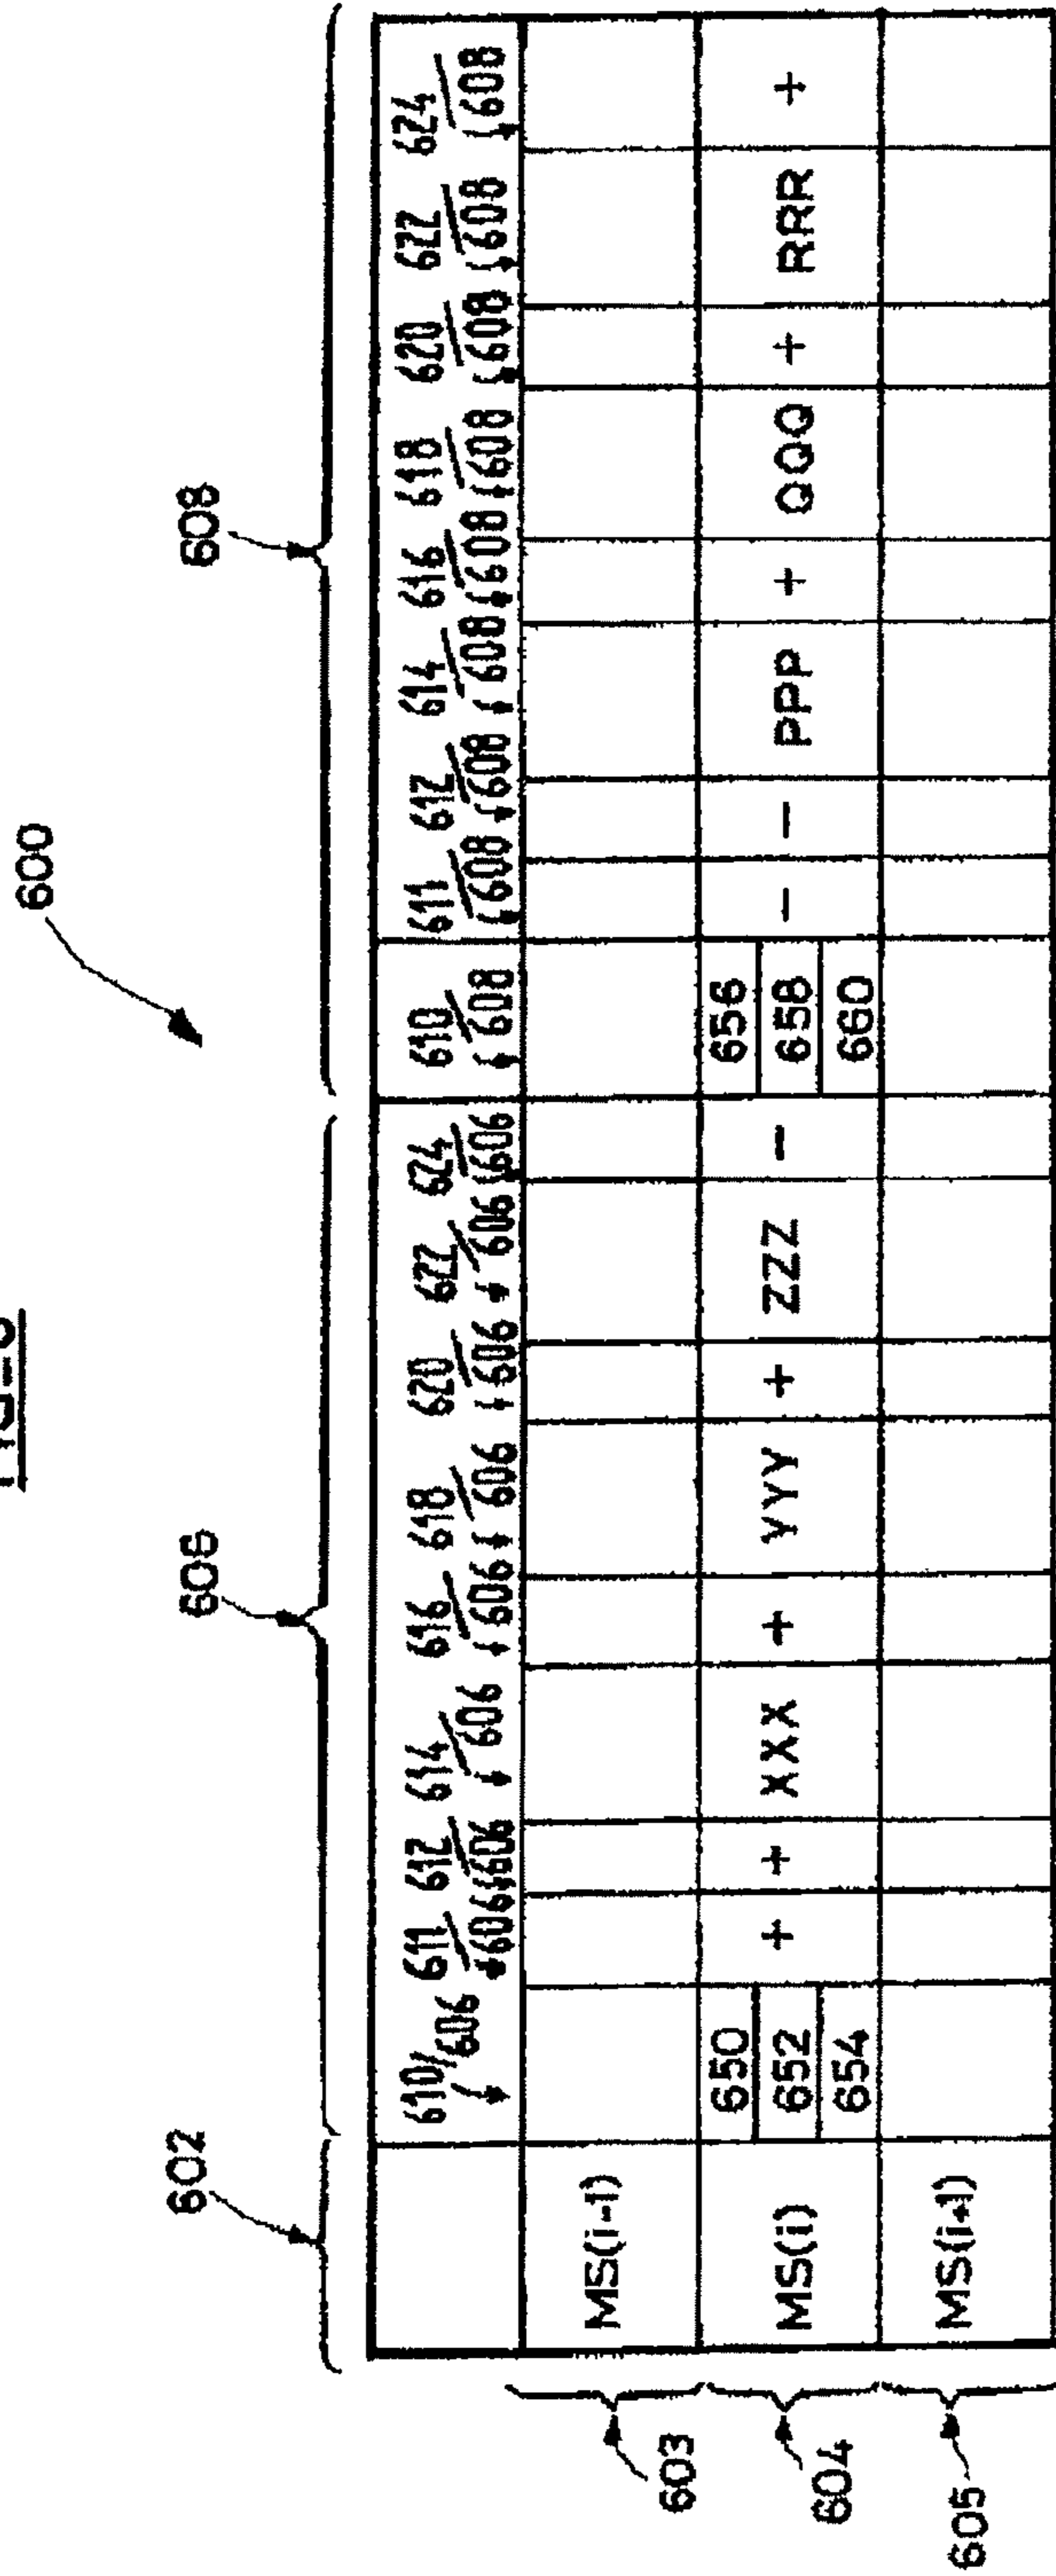 600
602 606 608
610/606 611/606 612/606 614/606 616/606 618/606 620/606 622/606 624/606 610/608 611/608 612/608 614/608 616/608 618/608 620/608 622/608 624/608
603 MS(i-1)
604 MS(i) 650 652 654 + + XXX + YYY + ZZZ - 656 658 660 - - PPP + QQQ + RRR +
605 MS(i+1)